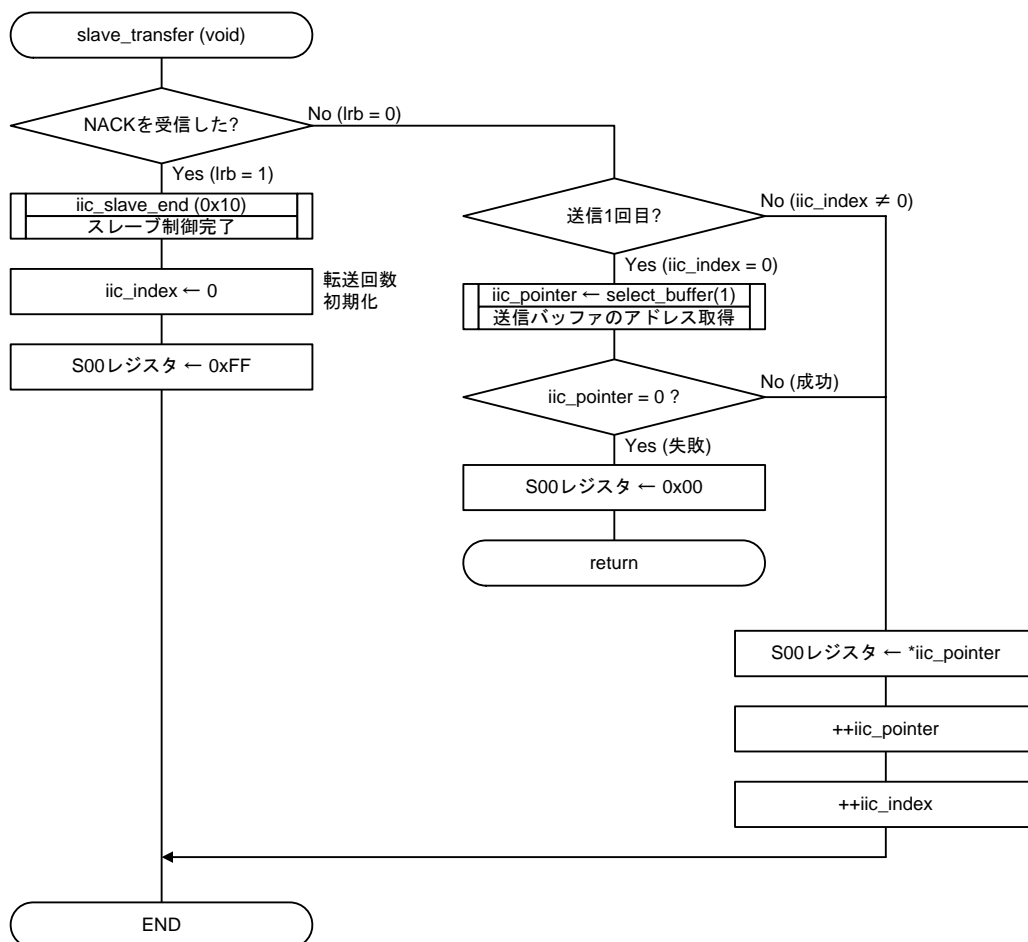 slave_transfer (void)
NACKを受信した?
No (lrb = 0)
Yes (lrb = 1)
iic_slave_end (0x10)
スレーブ制御完了
iic_index ← 0
転送回数
初期化
S00レジスタ ← 0xFF
送信1回目?
No (iic_index ≠ 0)
Yes (iic_index = 0)
iic_pointer ← select_buffer(1)
送信バッファのアドレス取得
iic_pointer = 0 ?
No (成功)
Yes (失敗)
S00レジスタ ← 0x00
return
S00レジスタ ← *iic_pointer
++iic_pointer
++iic_index
END